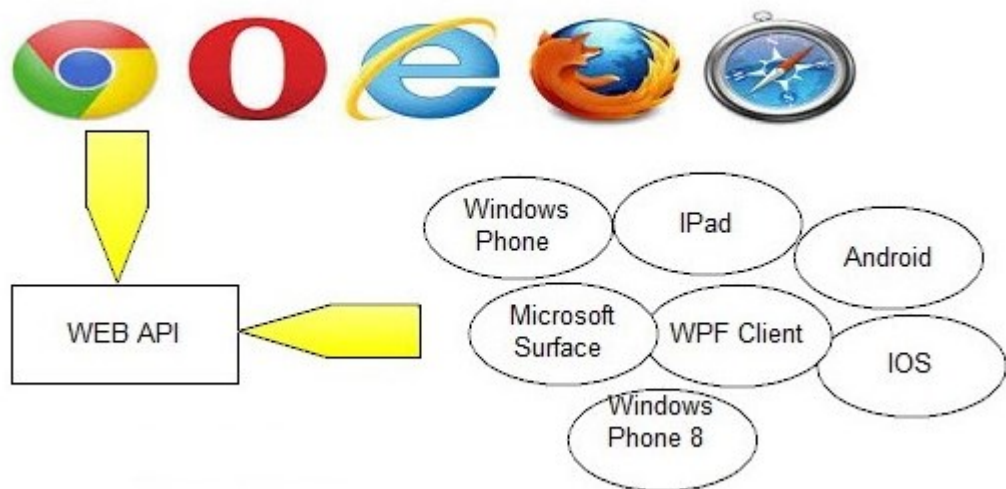 Windows
Phone
IPad
Android
WEB API
Microsoft
Surface
WPF Client
IOS
Windows
Phone 8